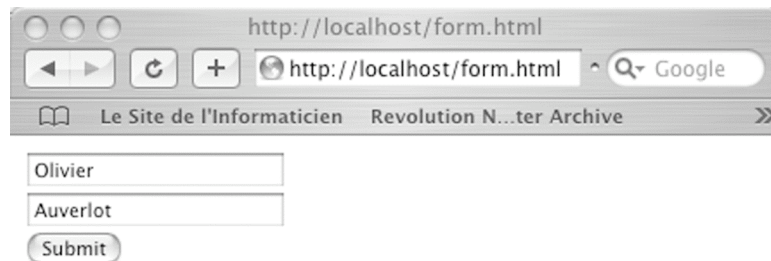 http://localhost/form.html
http://localhost/form.html Google
Le Site de l'Informaticien Revolution N...ter Archive
Olivier
Auverlot
Submit